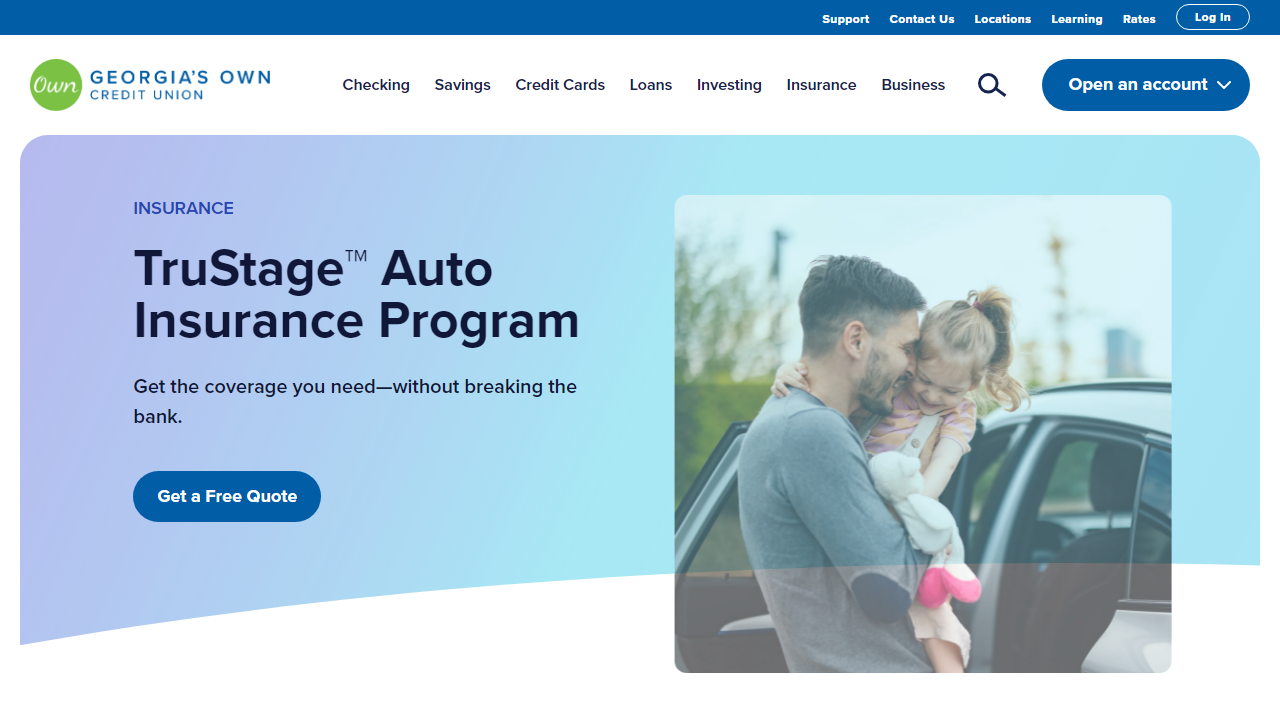 Support Contact Us Locations Learning Rates Log In
Own GEORGIA'S OWN
CREDIT UNION
Checking Savings Credit Cards Loans Investing Insurance Business Open an account
INSURANCE
TruStage™ Auto
Insurance Program
Get the coverage you need—without breaking the
bank.
Get a Free Quote